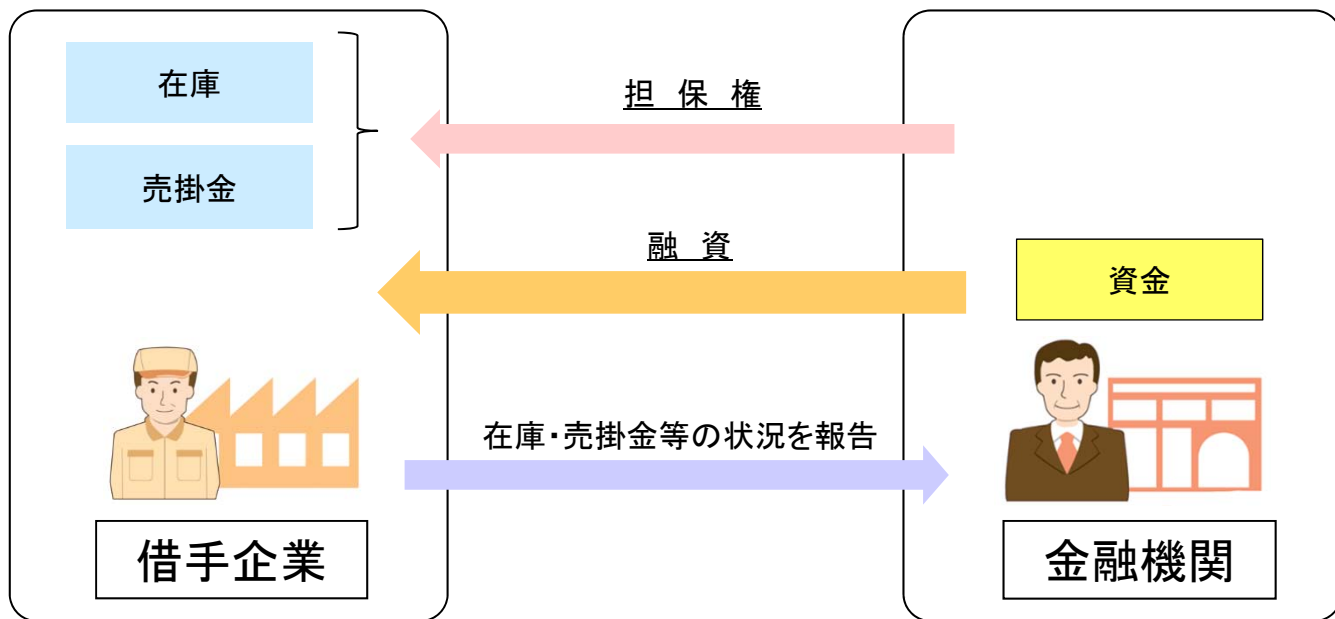 在庫
売掛金
担 保 権
融 資
資金
在庫・売掛金等の状況を報告
借手企業
金融機関